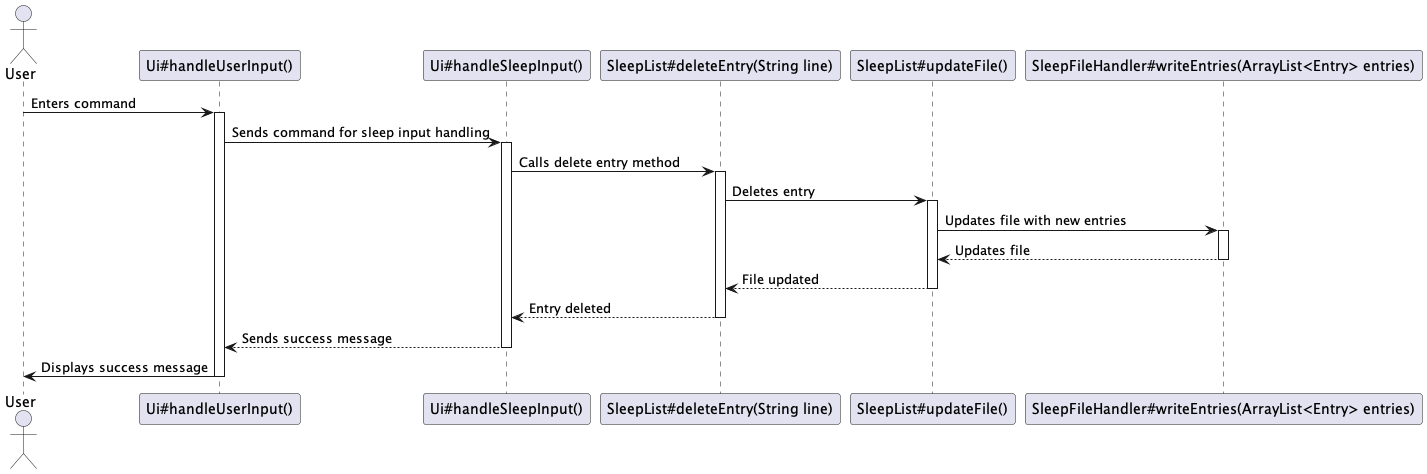 User
Ui#handleUserInput()
Ui#handleSleepInput()
SleepList#deleteEntry(String line)
SleepList#updateFile()
SleepFileHandler#writeEntries(ArrayList<Entry> entries)
Enters command
Sends command for sleep input handling
Calls delete entry method
Deletes entry
Updates file with new entries
Updates file
File updated
Entry deleted
Sends success message
Displays success message
User
Ui#handleUserInput()
Ui#handleSleepInput()
SleepList#deleteEntry(String line)
SleepList#updateFile()
SleepFileHandler#writeEntries(ArrayList<Entry> entries)